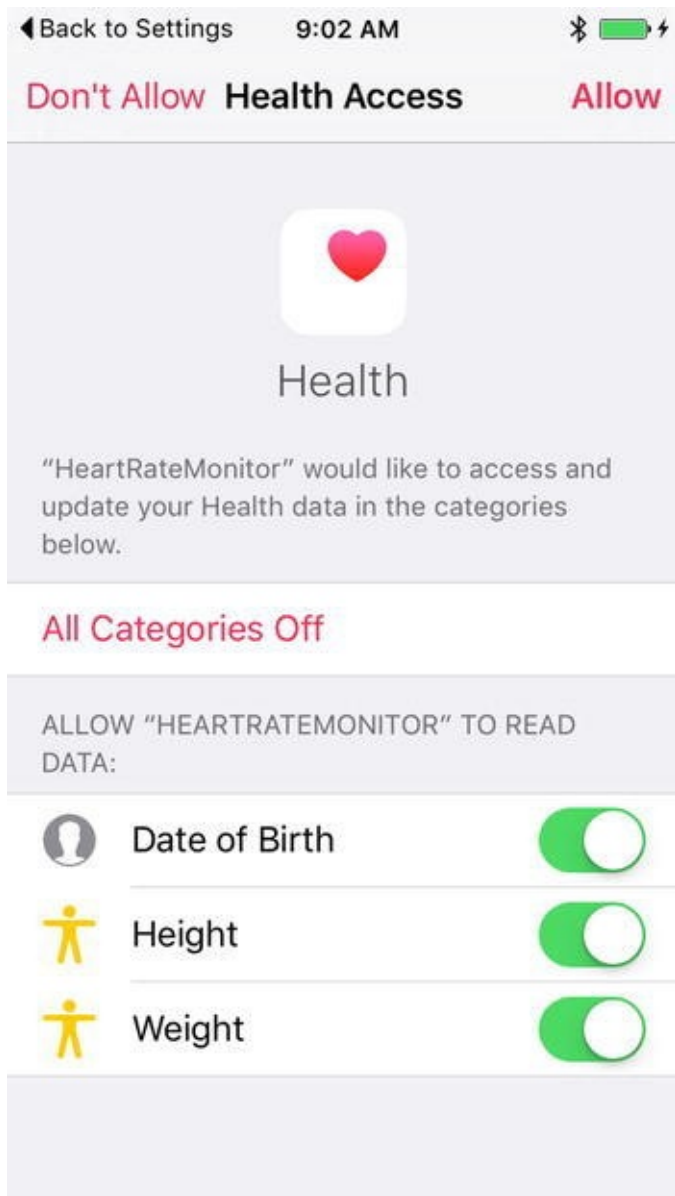 Back to Settings 9:02 AM
Don't Allow Health Access Allow
Health
“HeartRateMonitor” would like to access and
update your Health data in the categories
below.
All Categories Off
ALLOW “HEARTRATEMONITOR” TO READ
DATA:
Date of Birth
Height
Weight